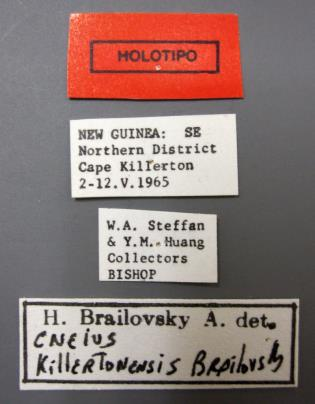 HOLOTIPO
NEW GUINEA: SE
Northern District
Cape Killerton
2-12.V.1965
W.A. Steffan
& Y.M. Huang
Collectors
BISHOP
H. Brailovsky A. det.
CNEIUS
KillerTONENSIS BRAilovsky